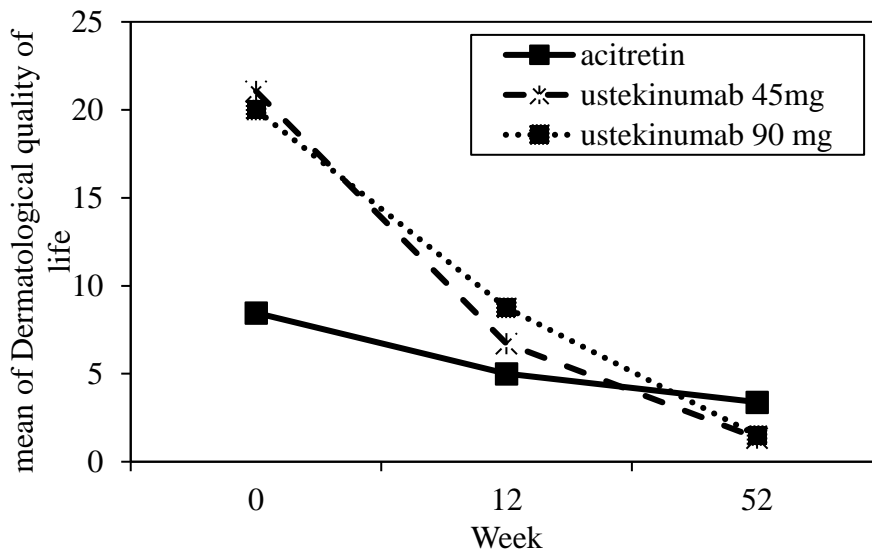 mean of Dermatological quality of
life
25
20
15
10
5
0
acitretin
ustekinumab 45mg
ustekinumab 90 mg
0 12 52
Week